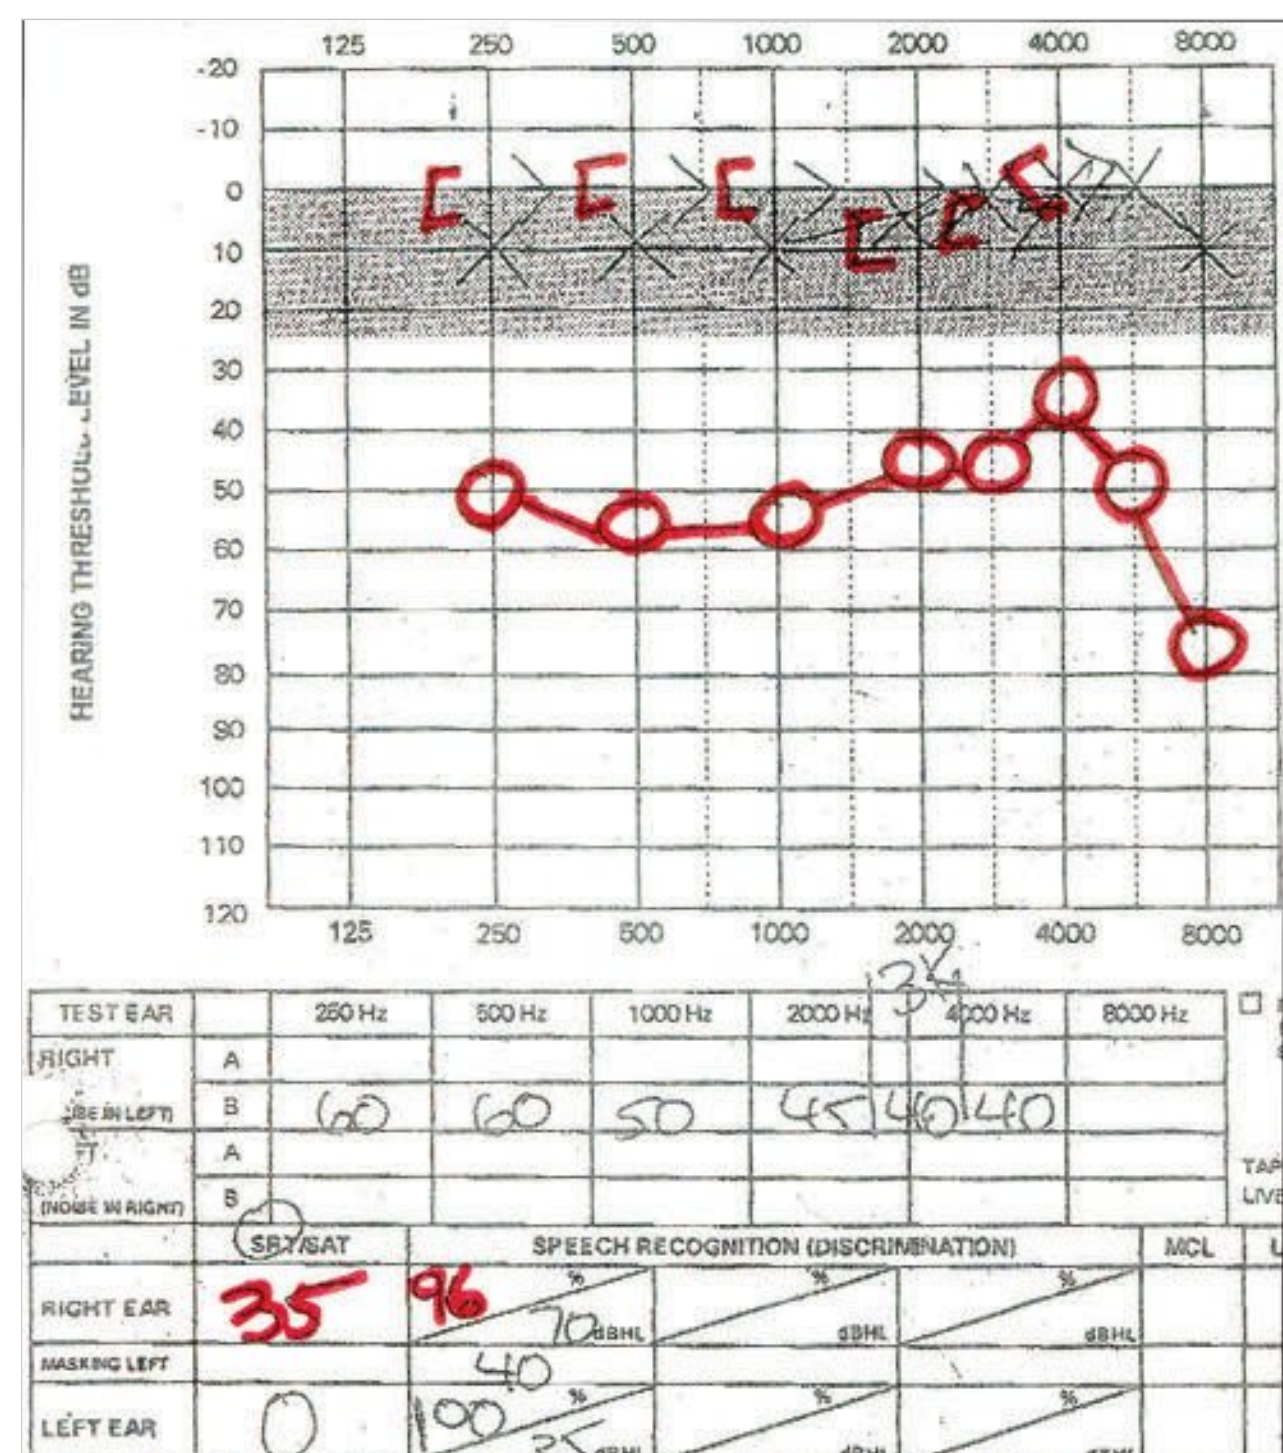 125 250 500 1000 2000 4000 8000
-20
-10
0
10
20
30
40
50
60
70
80
90
100
110
120
HEARING THRESHOLD LEVEL IN dB
125 250 500 1000 2000 4000 8000
3K
TEST EAR 250 Hz 500 Hz 1000 Hz 2000 Hz 4000 Hz 8000 Hz
RIGHT A
IN LEFT) B 60 60 50 45 40 40
A
(NOISE IN RIGHT) B
SRT/SAT SPEECH RECOGNITION (DISCRIMINATION) MCL
RIGHT EAR 35 96 % 70 dBHL % dBHL % dBHL
MASKING LEFT 40
LEFT EAR 0 100 % dBHL % dBHL % dBHL